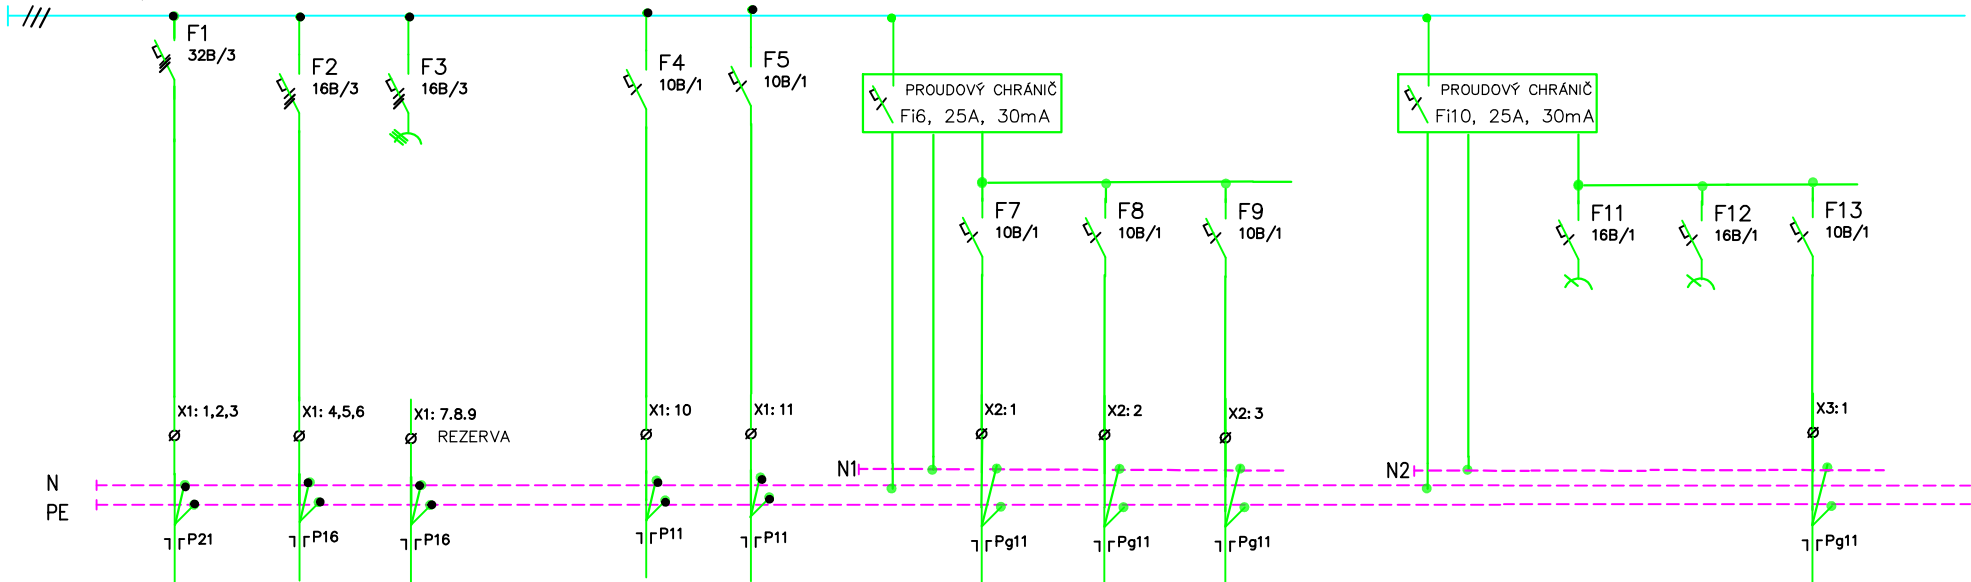 F1
32B/3
F2
16B/3
F3
16B/3
F4
10B/1
F5
10B/1
PROUDOVÝ CHRÁNIČ
Fi6, 25A, 30mA
PROUDOVÝ CHRÁNIČ
Fi10, 25A, 30mA
F7
10B/1
F8
10B/1
F9
10B/1
F11
16B/1
F12
16B/1
F13
10B/1
X1: 1,2,3
X1: 4,5,6
X1: 7.8.9
REZERVA
X1: 10
X1: 11
X2: 1
X2: 2
X2: 3
X3: 1
N1
N2
N
PE
P21
P16
P16
P11
P11
Pg11
Pg11
Pg11
Pg11